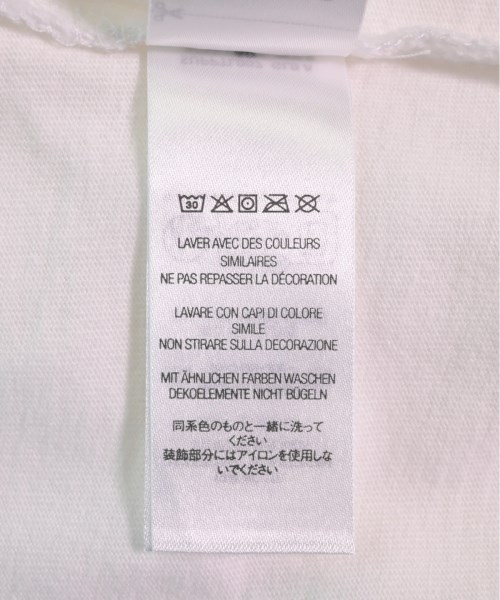 30
LAVER AVEC DES COULEURS
SIMILAIRES
NE PAS REPASSER LA DÉCORATION
LAVARE CON CAPI DI COLORE
SIMILE
NON STIRARE SULLA DECORAZIONE
MIT ÄHNLICHEN FARBEN WASCHEN
DEKOELEMENTE NICHT BÜGELN
同系色のものと一緒に洗って
ください
装飾部分にはアイロンを使用しな
いでください